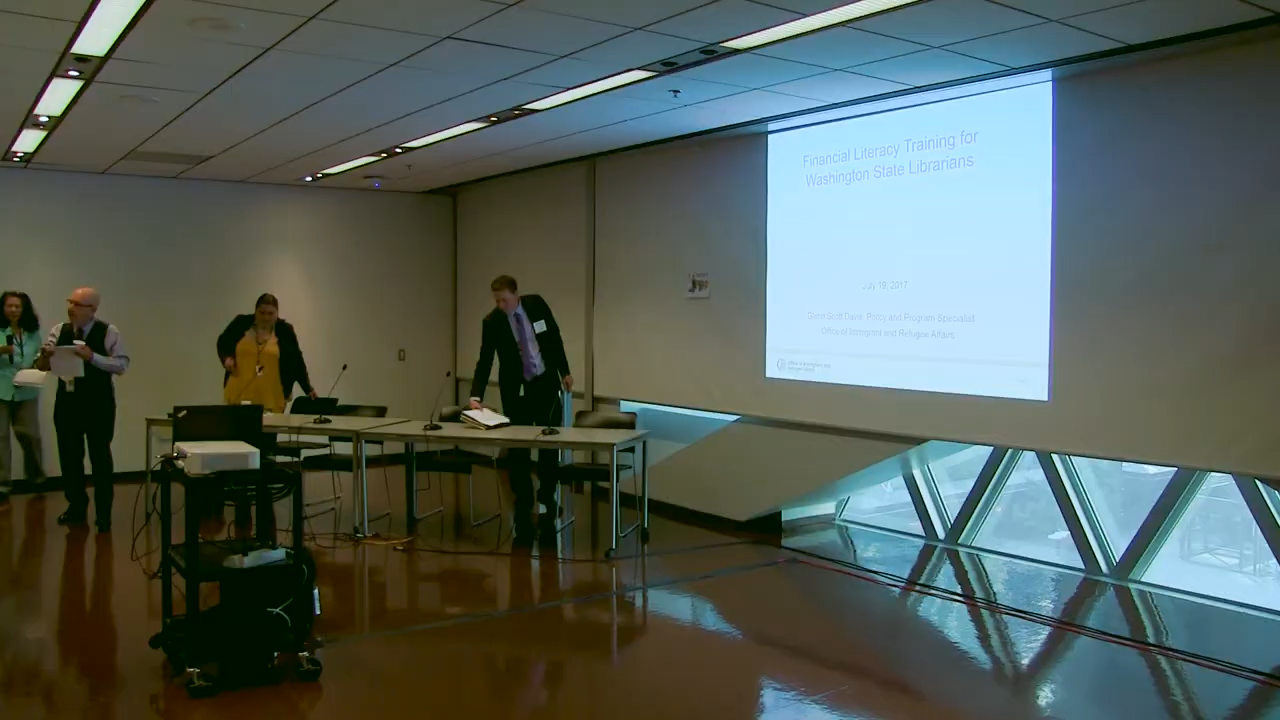 Financial Literacy Training for
Washington State Librarians
July 19, 2017
Glenn Scott Davis, Policy and Program Specialist
Office of Immigrant and Refugee Affairs